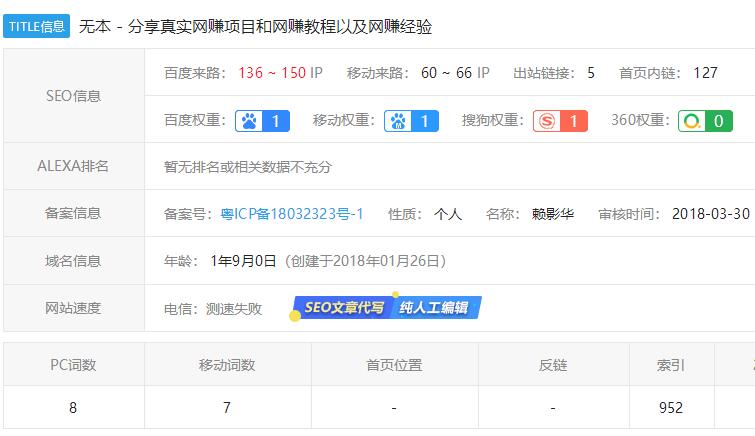 TITLE信息 无本 - 分享真实网赚项目和网赚教程以及网赚经验
SEO信息
百度来路： 136 ~ 150 IP 移动来路： 60 ~ 66 IP 出站链接： 5 首页内链： 127
百度权重： 1 移动权重： 1 搜狗权重： 1 360权重： 0
ALEXA排名 暂无排名或相关数据不充分
备案信息 备案号：粤ICP备18032323号-1 性质： 个人 名称： 赖影华 审核时间： 2018-03-30
域名信息 年龄： 1年9月0日（创建于2018年01月26日）
网站速度 电信：测速失败 SEO文章代写 纯人工编辑
PC词数 移动词数 首页位置 反链 索引
8 7 - - 952